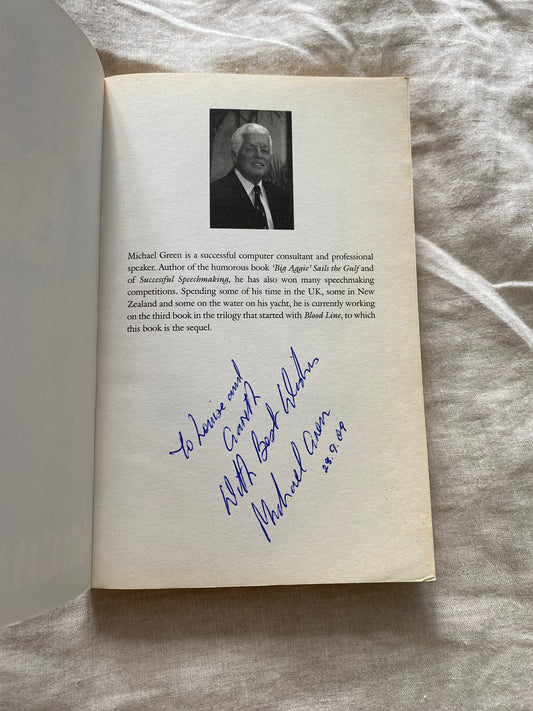 Michael Green is a successful computer consultant and professional
speaker. Author of the humorous book ‘Big Aggie’ Sails the Gulf and
of Successful Speechmaking, he has also won many speechmaking
competitions. Spending some of his time in the UK, some in New
Zealand and some on the water on his yacht, he is currently working
on the third book in the trilogy that started with Blood Line, to which
this book is the sequel.
To Louise and
Gareth
With Best Wishes
Michael Green
28.9.09